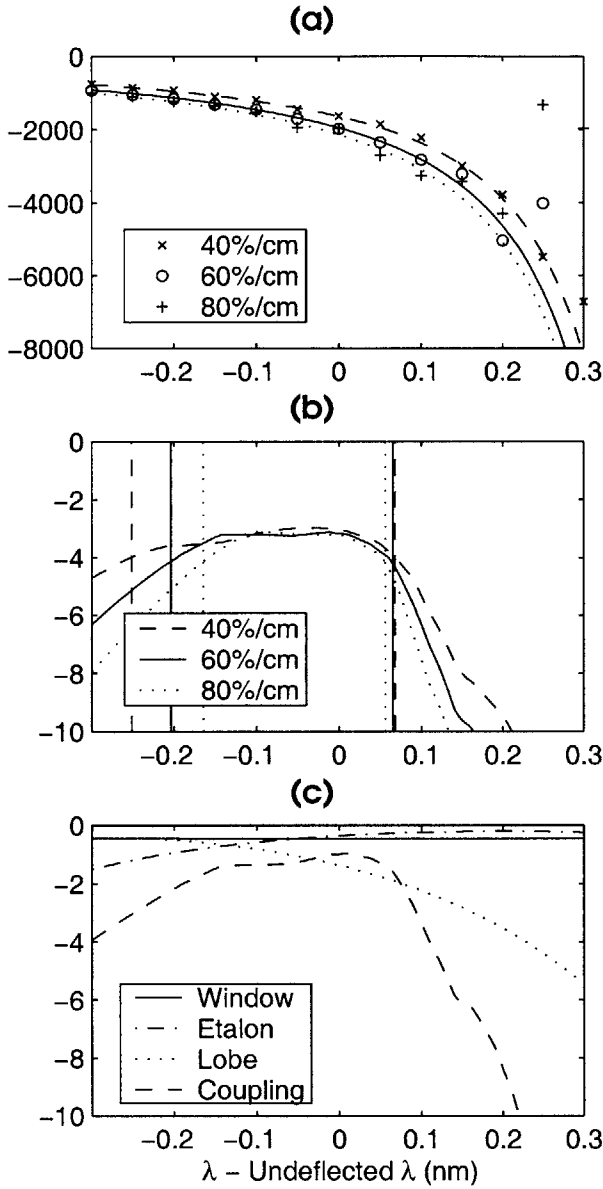 (a)
0
−2000
−4000
−6000
−8000
40%/cm
60%/cm
80%/cm
−0.2 −0.1 0 0.1 0.2 0.3
(b)
0
−2
−4
−6
−8
−10
40%/cm
60%/cm
80%/cm
−0.2 −0.1 0 0.1 0.2 0.3
(c)
0
−2
−4
−6
−8
−10
Window
Etalon
Lobe
Coupling
−0.2 −0.1 0 0.1 0.2 0.3
λ − Undeflected λ (nm)